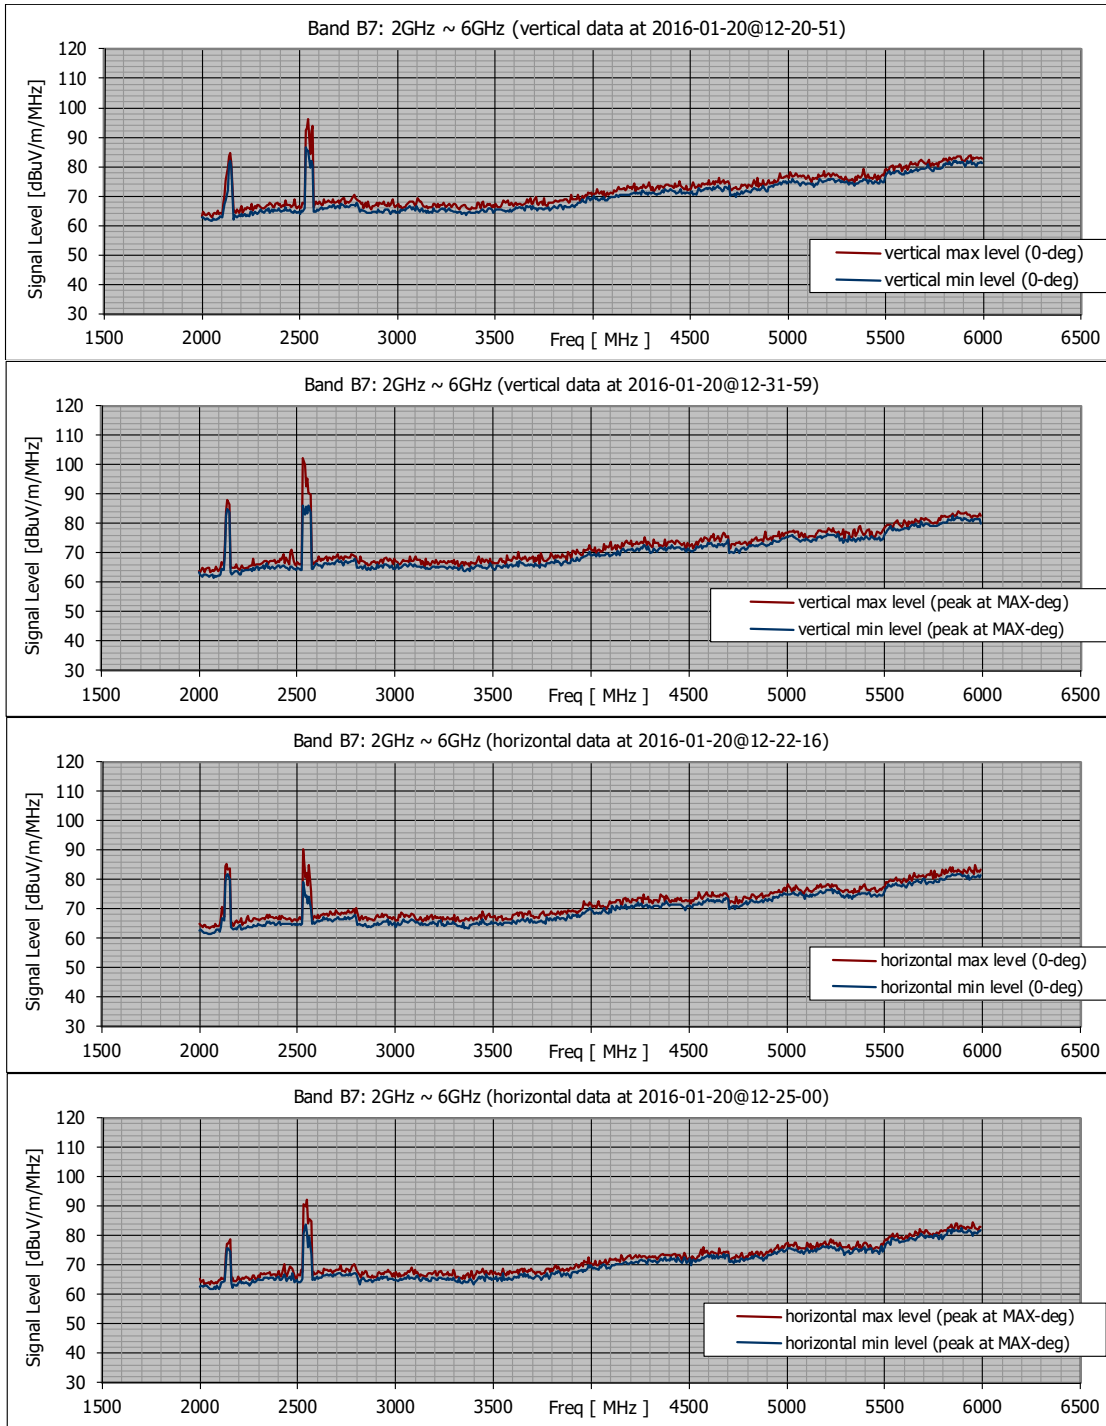 Band B7: 2GHz ~ 6GHz (vertical data at 2016-01-20@12-20-51)
Signal Level [dBuV/m/MHz]
120
110
100
90
80
70
60
50
40
30
vertical max level (0-deg)
vertical min level (0-deg)
1500 2000 2500 3000 3500 Freq [ MHz ] 4500 5000 5500 6000 6500
Band B7: 2GHz ~ 6GHz (vertical data at 2016-01-20@12-31-59)
Signal Level [dBuV/m/MHz]
120
110
100
90
80
70
60
50
40
30
vertical max level (peak at MAX-deg)
vertical min level (peak at MAX-deg)
1500 2000 2500 3000 3500 Freq [ MHz ] 4500 5000 5500 6000 6500
Band B7: 2GHz ~ 6GHz (horizontal data at 2016-01-20@12-22-16)
Signal Level [dBuV/m/MHz]
120
110
100
90
80
70
60
50
40
30
horizontal max level (0-deg)
horizontal min level (0-deg)
1500 2000 2500 3000 3500 Freq [ MHz ] 4500 5000 5500 6000 6500
Band B7: 2GHz ~ 6GHz (horizontal data at 2016-01-20@12-25-00)
Signal Level [dBuV/m/MHz]
120
110
100
90
80
70
60
50
40
30
horizontal max level (peak at MAX-deg)
horizontal min level (peak at MAX-deg)
1500 2000 2500 3000 3500 Freq [ MHz ] 4500 5000 5500 6000 6500